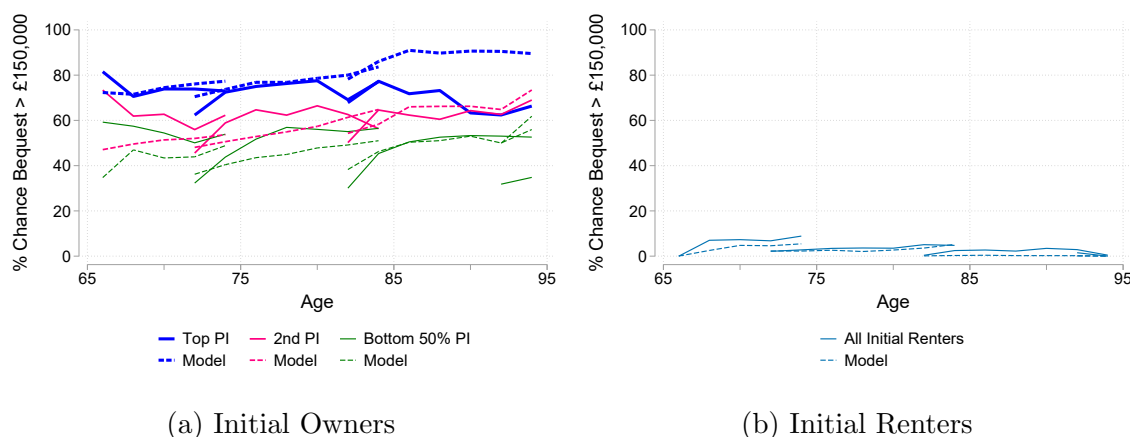 % Chance Bequest > £150,000
100
80
60
40
20
0
65
75
85
95
Age
Top PI
2nd PI
Bottom 50% PI
Model
Model
Model
(a) Initial Owners
% Chance Bequest > £150,000
100
80
60
40
20
0
65
75
85
95
Age
All Initial Renters
Model
(b) Initial Renters